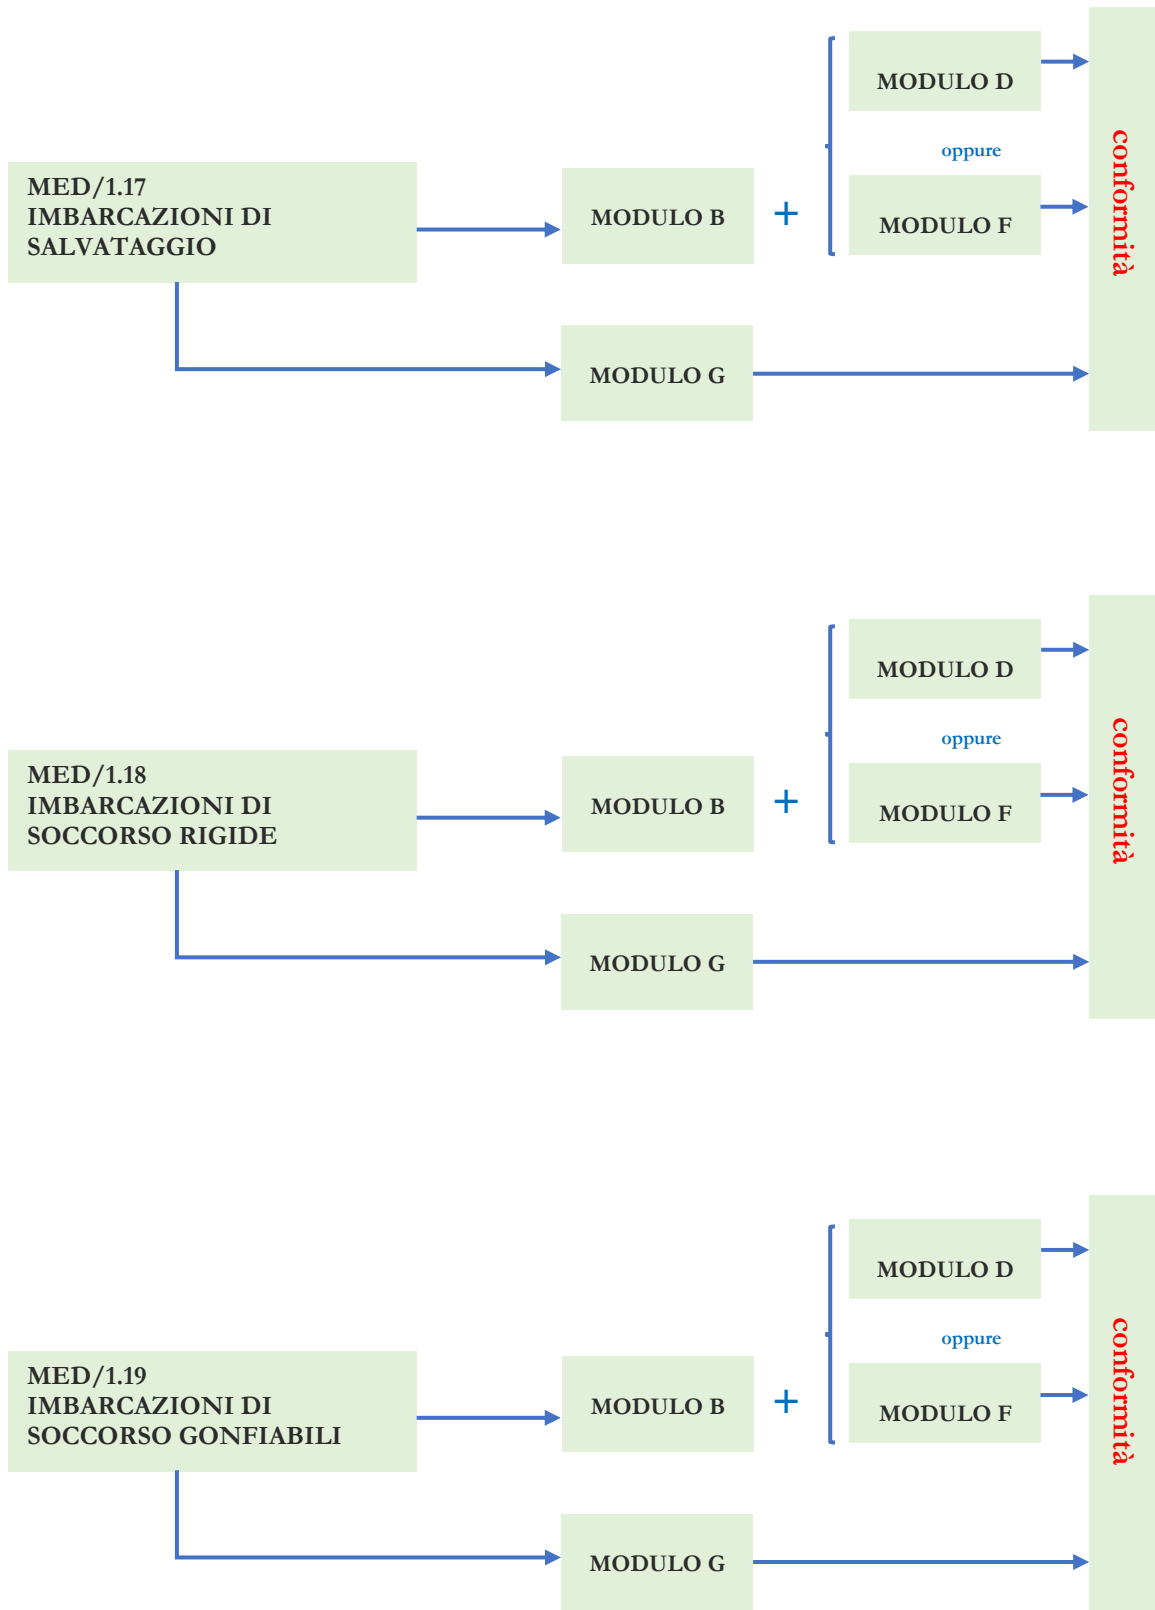 MODULO D
oppure
MED/1.17
IMBARCAZIONI DI
SALVATAGGIO
MODULO B
+
MODULO F
conformità
MODULO G
MODULO D
oppure
MED/1.18
IMBARCAZIONI DI
SOCCORSO RIGIDE
MODULO B
+
MODULO F
conformità
MODULO G
MODULO D
oppure
MED/1.19
IMBARCAZIONI DI
SOCCORSO GONFIABILI
MODULO B
+
MODULO F
conformità
MODULO G